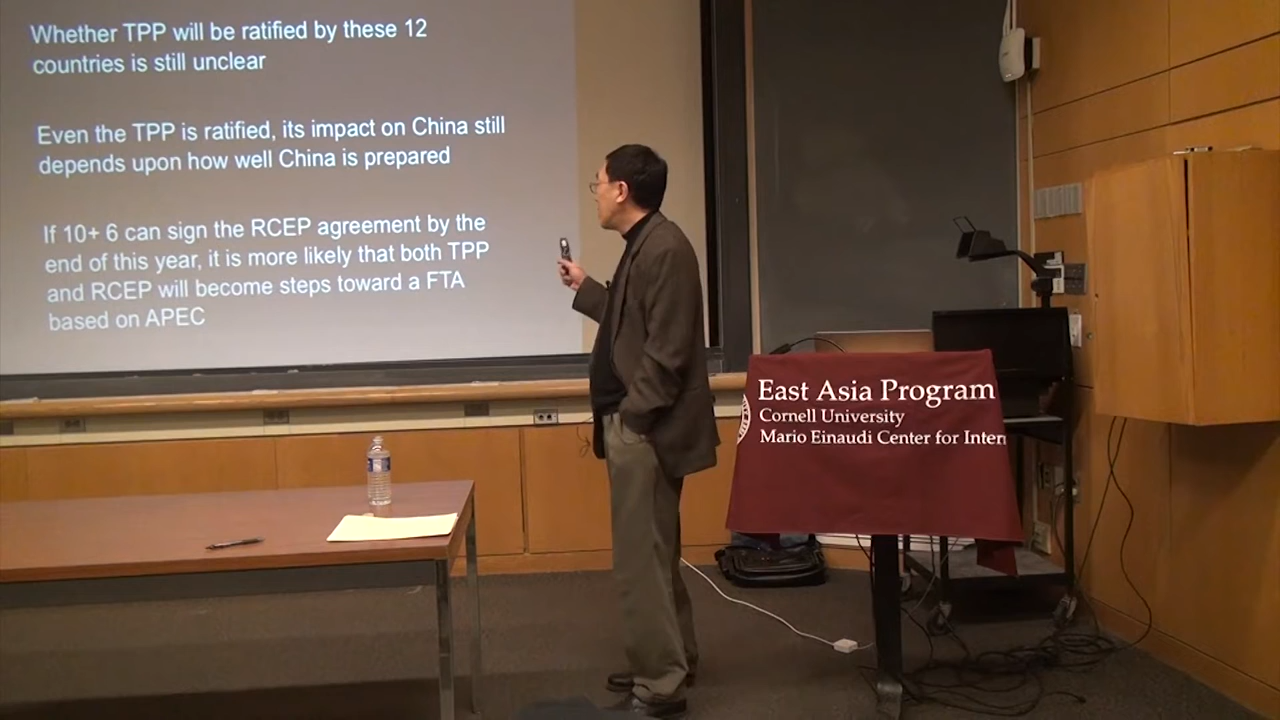 Whether TPP will be ratified by these 12
countries is still unclear
Even the TPP is ratified, its impact on China still
depends upon how well China is prepared
If 10+ 6 can sign the RCEP agreement by the
end of this year, it is more likely that both TPP
and RCEP will become steps toward a FTA
based on APEC
East Asia Program
Cornell University
Mario Einaudi Center for Intern